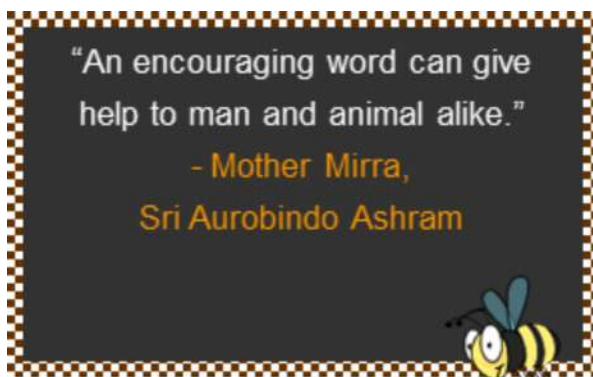 “An encouraging word can give
help to man and animal alike.”
- Mother Mirra,
Sri Aurobindo Ashram